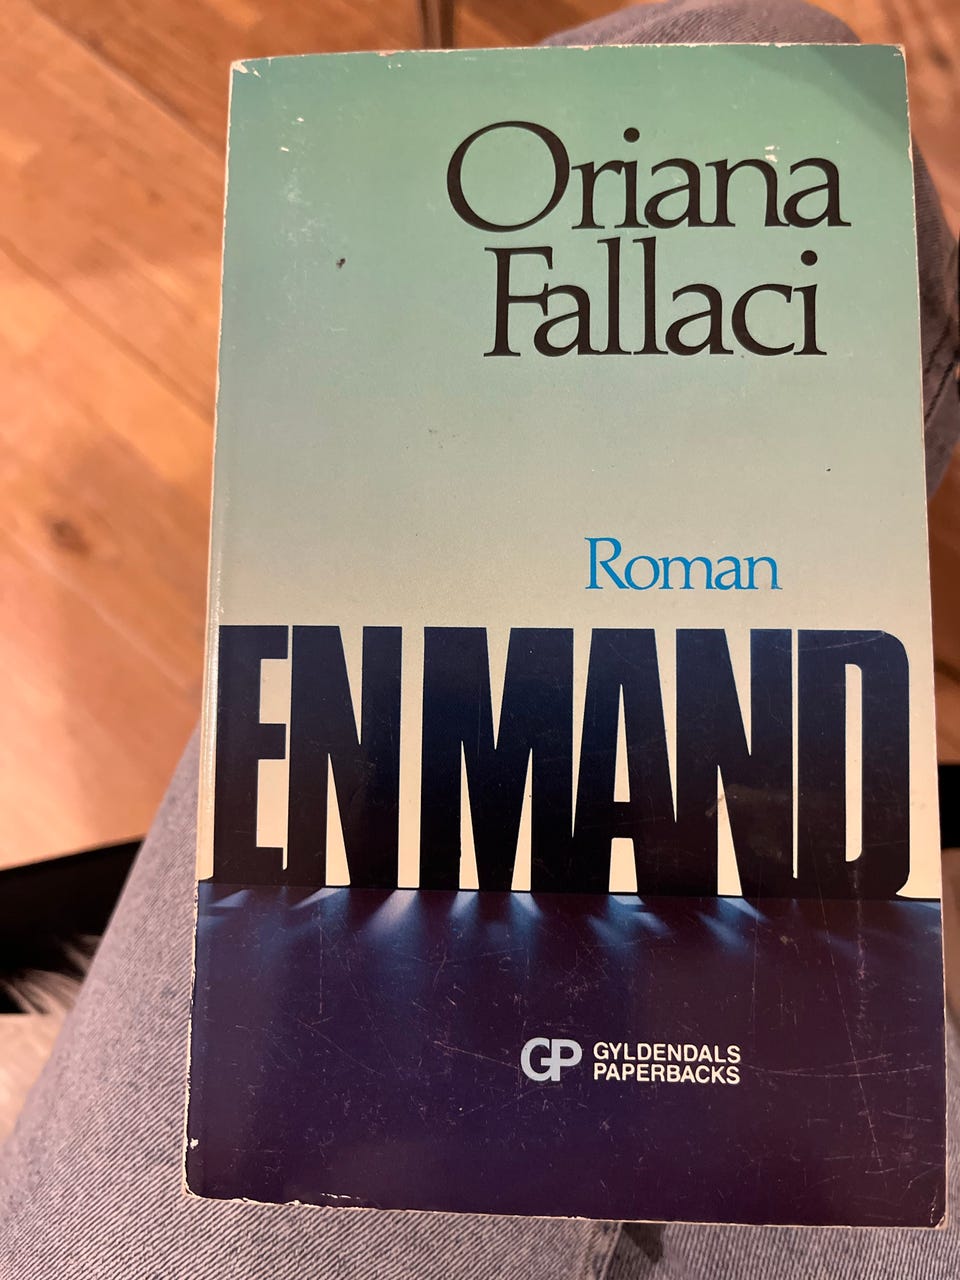 Oriana
Fallaci
Roman
EN MAND
GP GYLDENDALS
PAPERBACKS